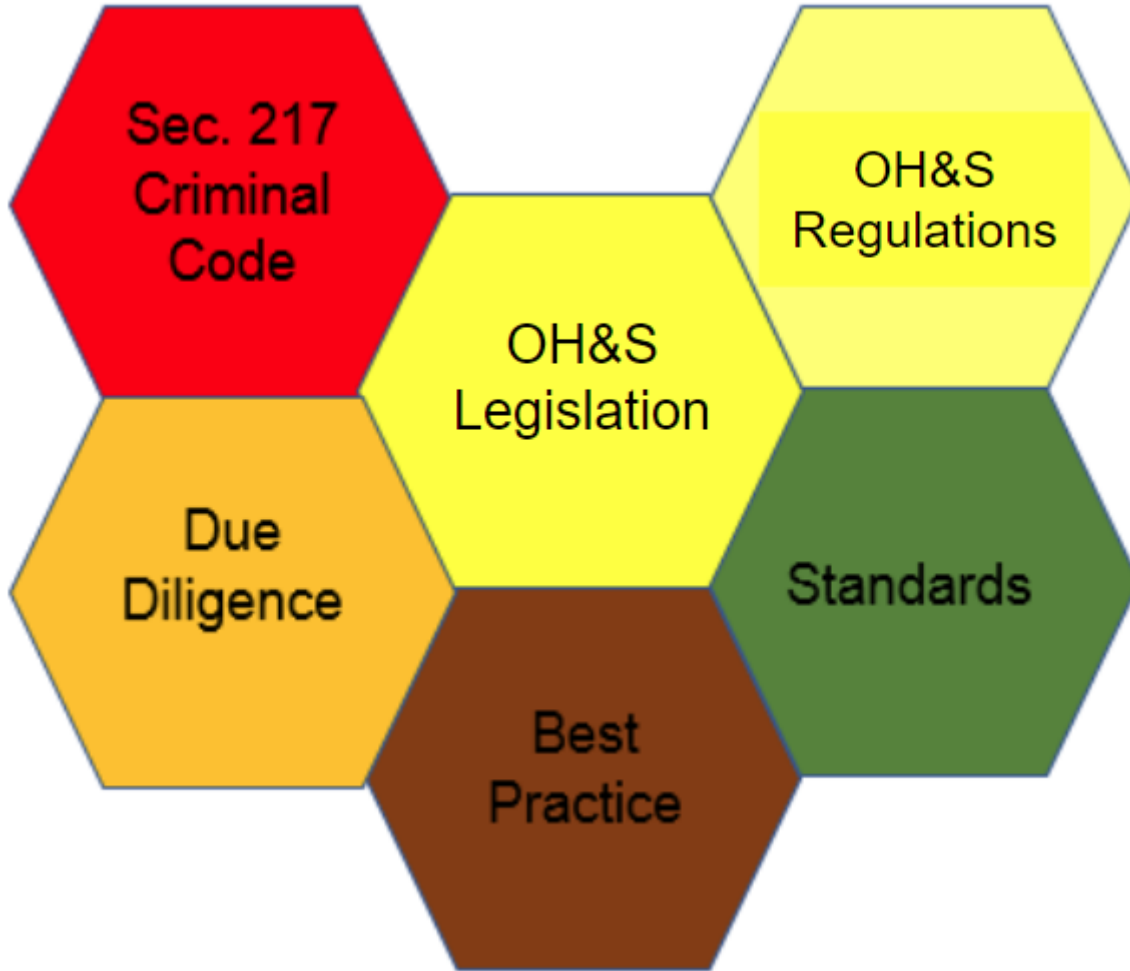 Sec. 217
Criminal
Code
OH&S
Regulations
OH&S
Legislation
Due
Diligence
Standards
Best
Practice